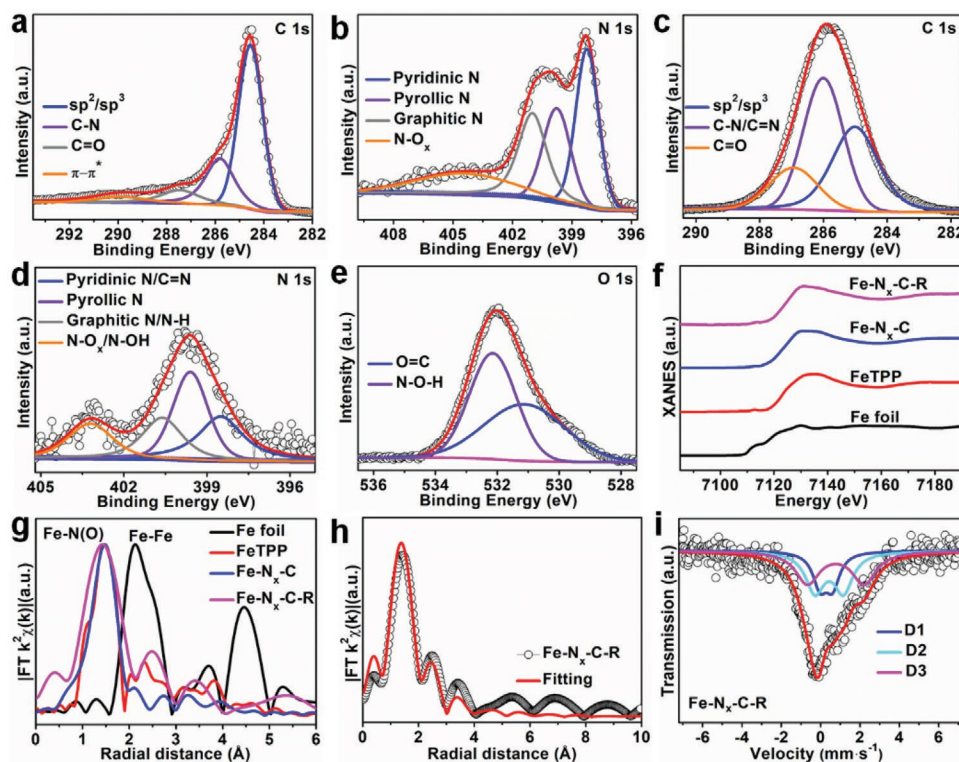 a
C 1s
sp²/sp³
C-N
C=O
π-π*
Intensity (a.u.)
292 290 288 286 284 282
Binding Energy (eV)
b
N 1s
Pyridinic N
Pyrollic N
Graphitic N
N-Oₓ
Intensity (a.u.)
408 405 402 399 396
Binding Energy (eV)
c
C 1s
sp²/sp³
C-N/C=N
C=O
Intensity (a.u.)
290 288 286 284 282
Binding Energy (eV)
d
N 1s
Pyridinic N/C=N
Pyrollic N
Graphitic N/N-H
N-Oₓ/N-OH
Intensity (a.u.)
405 402 399 396
Binding Energy (eV)
e
O 1s
O=C
N-O-H
Intensity (a.u.)
536 534 532 530 528
Binding Energy (eV)
f
Fe-Nₓ-C-R
Fe-Nₓ-C
FeTPP
Fe foil
XANES (a.u.)
7100 7120 7140 7160 7180
Energy (eV)
g
Fe-N(O) Fe-Fe
Fe foil
FeTPP
Fe-Nₓ-C
Fe-Nₓ-C-R
|FT k²χ(k)|(a.u.)
0 1 2 3 4 5 6
Radial distance (Å)
h
Fe-Nₓ-C-R
Fitting
|FT k²χ(k)|(a.u.)
0 2 4 6 8 10
Radial distance (Å)
i
D1
D2
D3
Fe-Nₓ-C-R
Transmission (a.u.)
-6 -4 -2 0 2 4 6
Velocity (mm·s⁻¹)